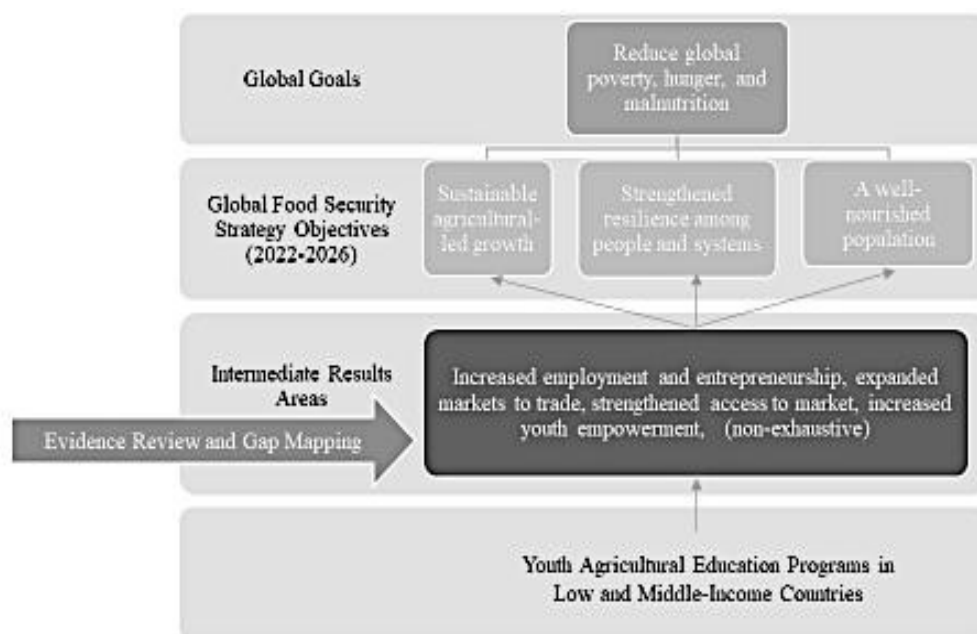 Global Goals
Reduce global
poverty, hunger, and
malnutrition
Global Food Security
Strategy Objectives
(2022-2026)
Sustainable
agricultural-
led growth
Strengthened
resilience among
people and systems
A well-
nourished
population
Intermediate Results
Areas
Increased employment and entrepreneurship, expanded
markets to trade, strengthened access to market, increased
youth empowerment, (non-exhaustive)
Evidence Review and Gap Mapping
Youth Agricultural Education Programs in
Low and Middle-Income Countries